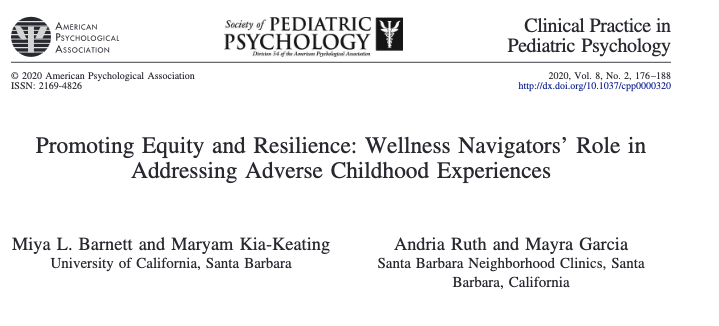 AMERICAN
PSYCHOLOGICAL
ASSOCIATION
Society of PEDIATRIC
PSYCHOLOGY
Division 54 of the American Psychological Association
Clinical Practice in
Pediatric Psychology
© 2020 American Psychological Association
ISSN: 2169-4826
2020, Vol. 8, No. 2, 176–188
http://dx.doi.org/10.1037/cpp0000320
Promoting Equity and Resilience: Wellness Navigators’ Role in
Addressing Adverse Childhood Experiences
Miya L. Barnett and Maryam Kia-Keating
University of California, Santa Barbara
Andria Ruth and Mayra Garcia
Santa Barbara Neighborhood Clinics, Santa
Barbara, California